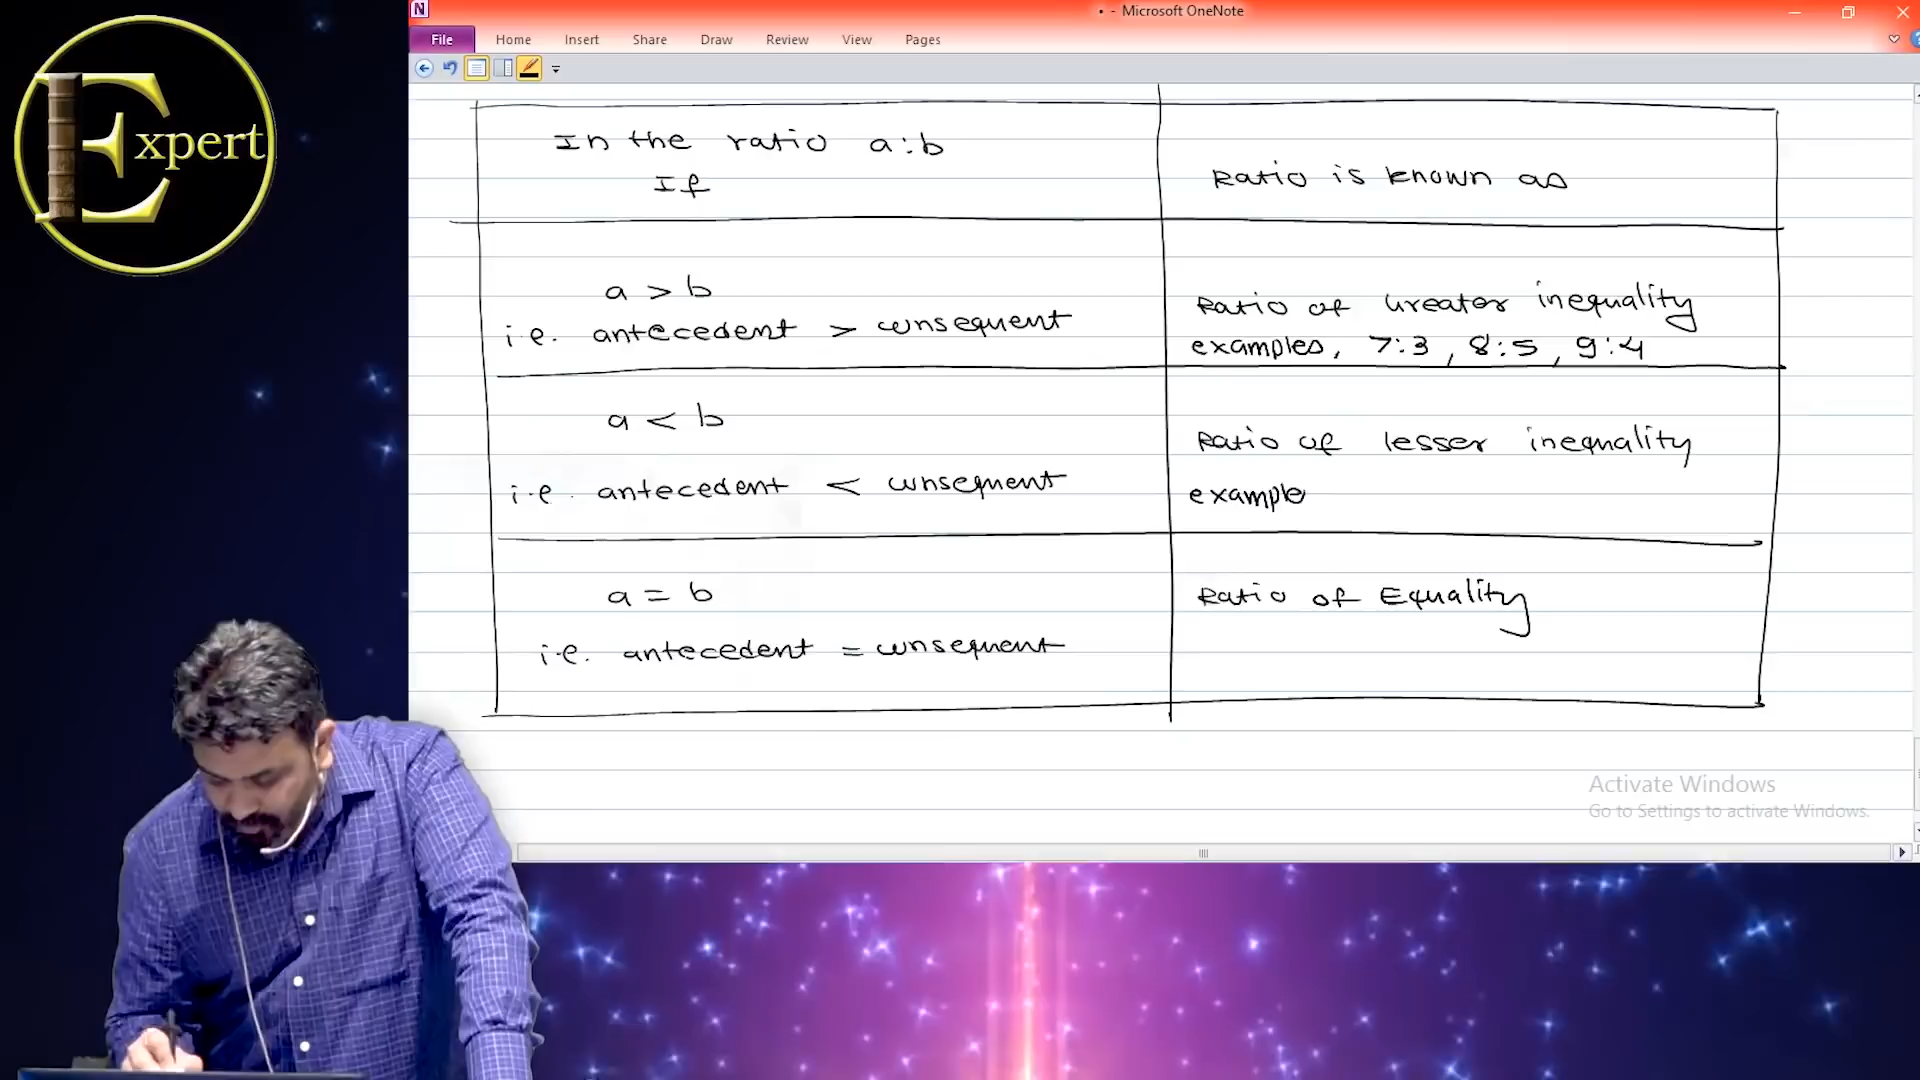 Expert
- Microsoft OneNote
File Home Insert Share Draw Review View Pages
In the ratio a:b
If
Ratio is known as
a > b
i.e. antecedent > consequent
Ratio of Greater inequality
examples, 7:3, 8:5, 9:4
a < b
i.e. antecedent < consequent
Ratio of lesser inequality
example
a = b
i.e. antecedent = consequent
Ratio of Equality
Activate Windows
Go to Settings to activate Windows.